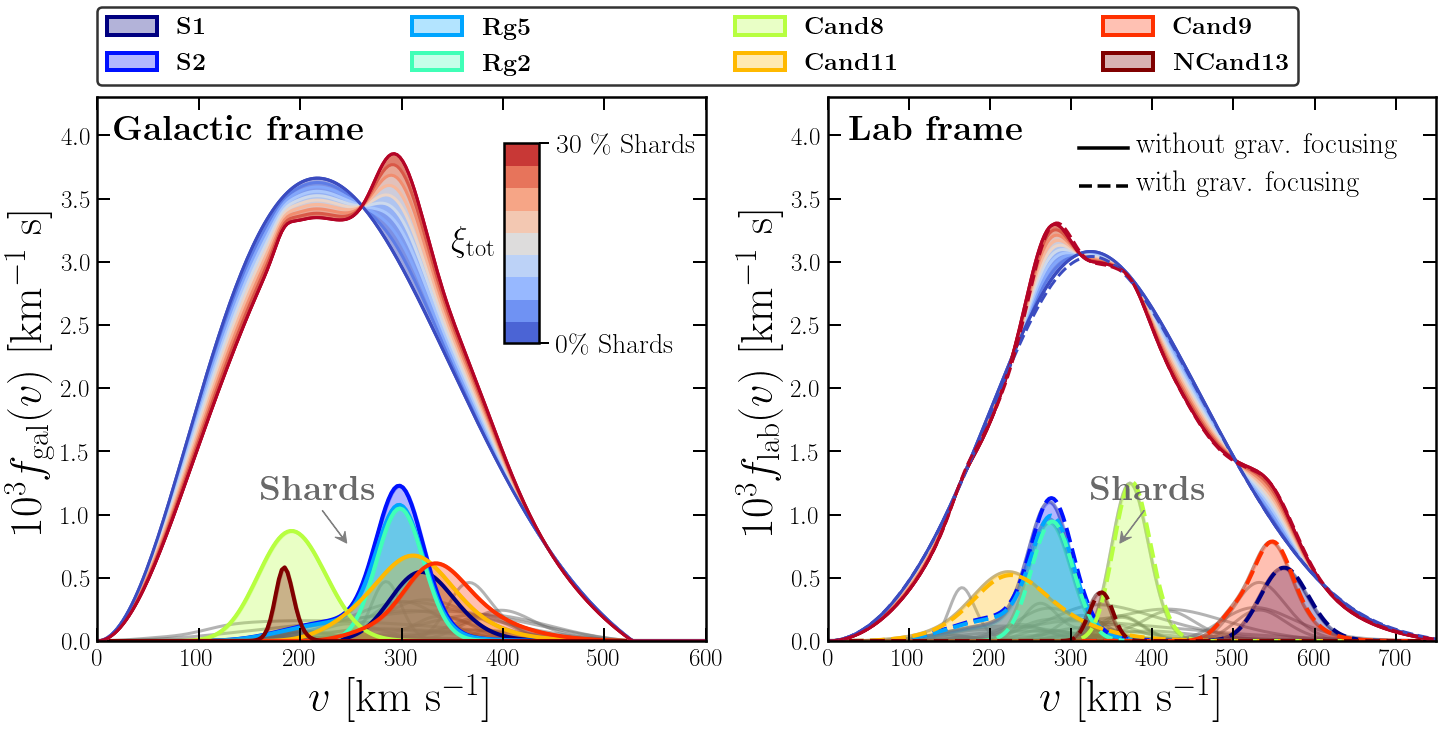 S1 Rg5 Cand8 Cand9
S2 Rg2 Cand11 NCand13
Galactic frame
30 % Shards
ξtot
0% Shards
Shards
10³fgal(v) [km⁻¹ s]
4.0
3.5
3.0
2.5
2.0
1.5
1.0
0.5
0.0
0 100 200 300 400 500 600
v [km s⁻¹]
Lab frame
without grav. focusing
with grav. focusing
Shards
10³flab(v) [km⁻¹ s]
4.0
3.5
3.0
2.5
2.0
1.5
1.0
0.5
0.0
0 100 200 300 400 500 600 700
v [km s⁻¹]